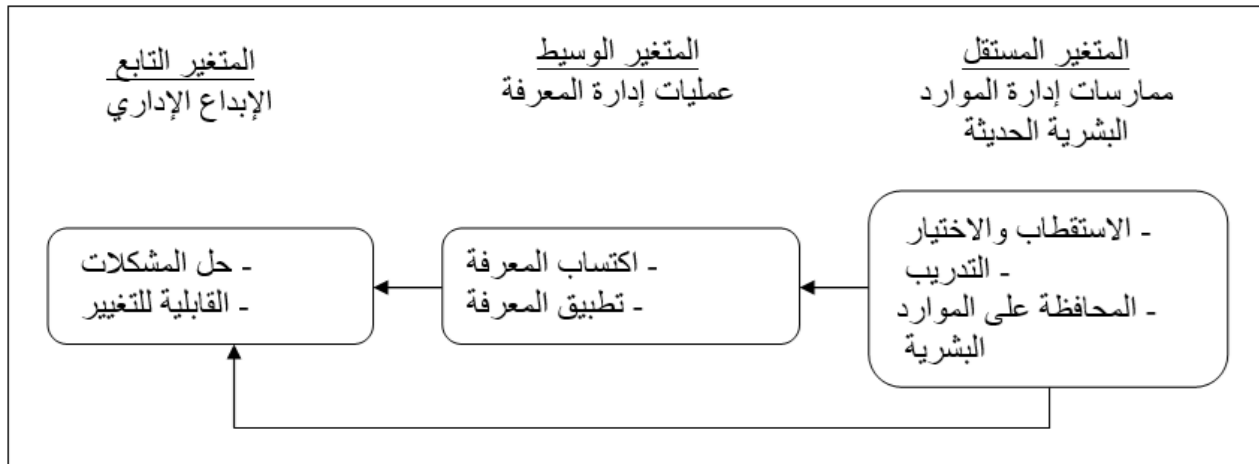 المتغير المستقل
ممارسات إدارة الموارد
البشرية الحديثة
المتغير الوسيط
عمليات إدارة المعرفة
المتغير التابع
الإبداع الإداري
- الاستقطاب والاختيار
- التدريب
- المحافظة على الموارد
البشرية
- اكتساب المعرفة
- تطبيق المعرفة
- حل المشكلات
- القابلية للتغيير